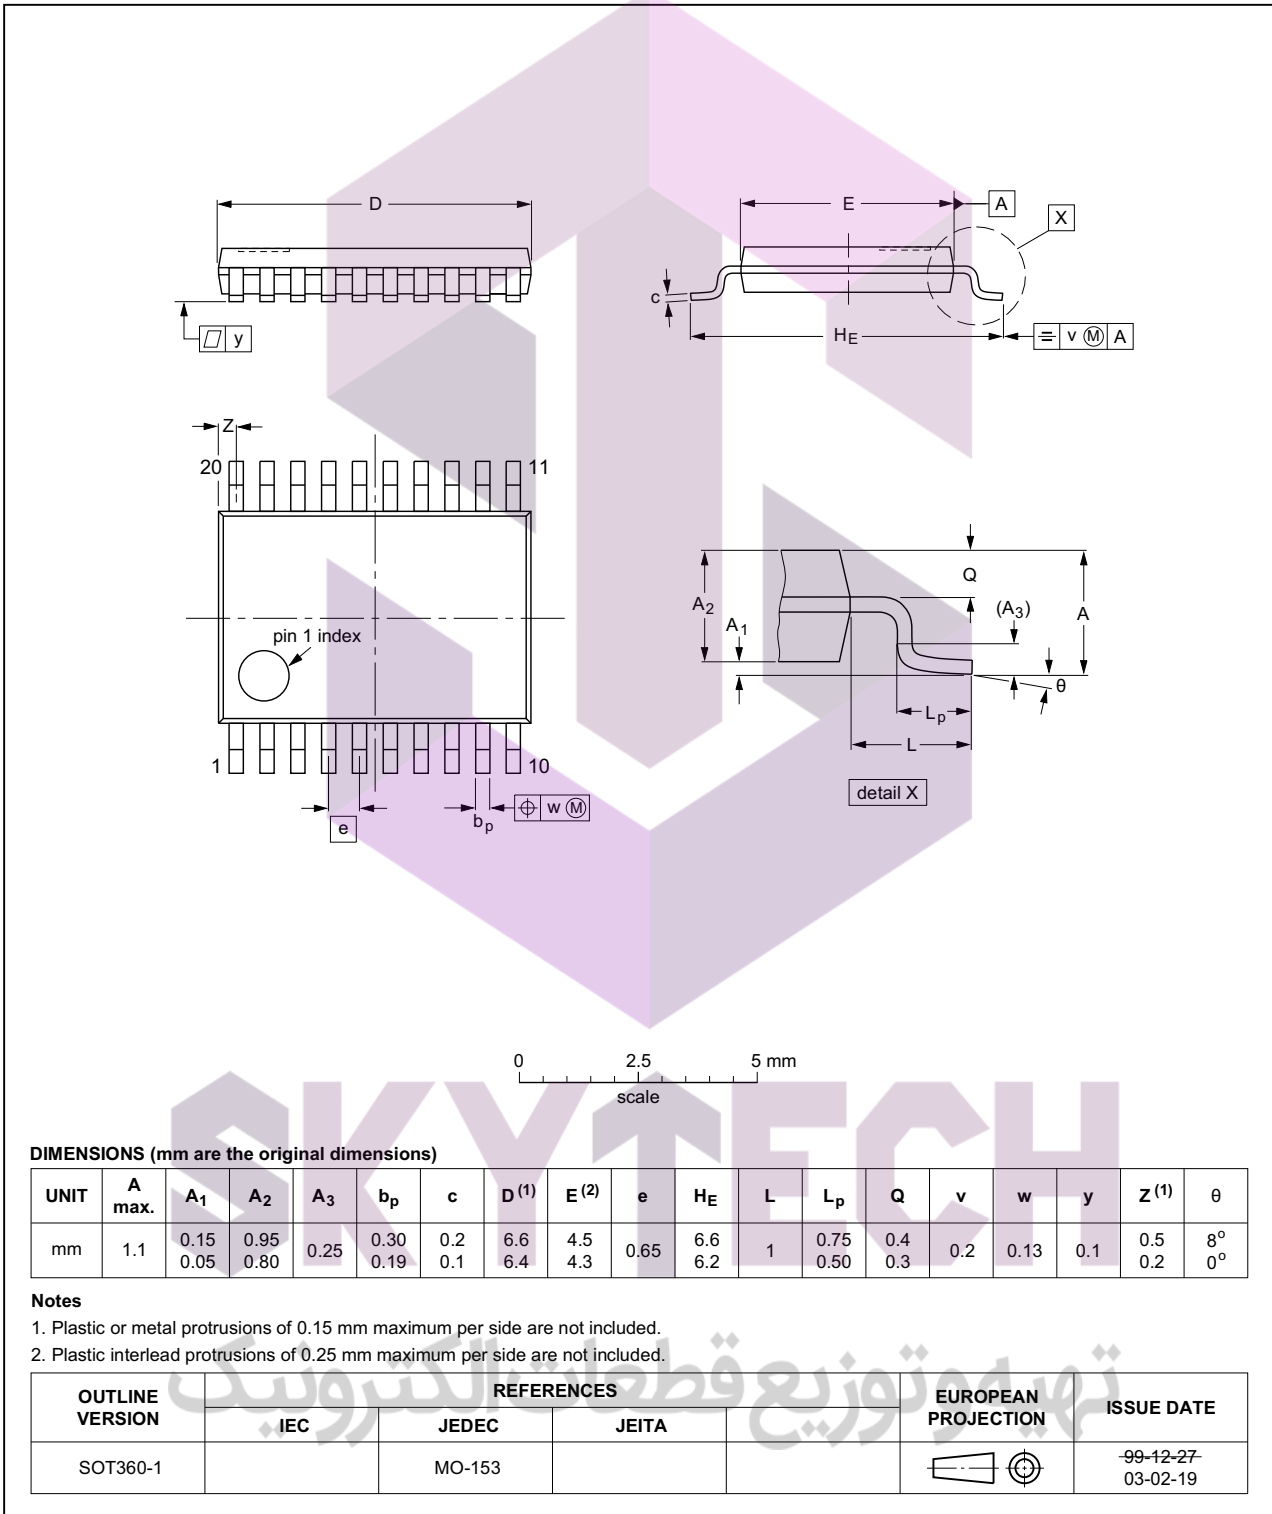 D
E
A
X
c
y
HE
v Ⓜ A
Z
20
11
pin 1 index
1
10
e
bp
w Ⓜ
Q
A2
A1
(A3)
A
θ
Lp
L
detail X
0 2.5 5 mm
scale
SKYTECH
DIMENSIONS (mm are the original dimensions)
UNIT A max. A1 A2 A3 bp c D(1) E(2) e HE L Lp Q v w y Z(1) θ
mm 1.1 0.15 0.05 0.95 0.80 0.25 0.30 0.19 0.2 0.1 6.6 6.4 4.5 4.3 0.65 6.6 6.2 1 0.75 0.50 0.4 0.3 0.2 0.13 0.1 0.5 0.2 8° 0°
Notes
1. Plastic or metal protrusions of 0.15 mm maximum per side are not included.
2. Plastic interlead protrusions of 0.25 mm maximum per side are not included.
تهیه و توزیع قطعات الکترونیک
OUTLINE VERSION REFERENCES EUROPEAN PROJECTION ISSUE DATE
IEC JEDEC JEITA
SOT360-1 MO-153 99-12-27
03-02-19